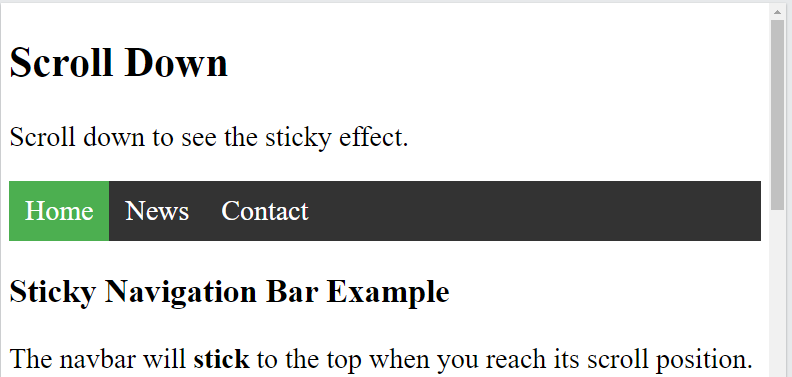 Scroll Down
Scroll down to see the sticky effect.
Home News Contact
Sticky Navigation Bar Example
The navbar will stick to the top when you reach its scroll position.